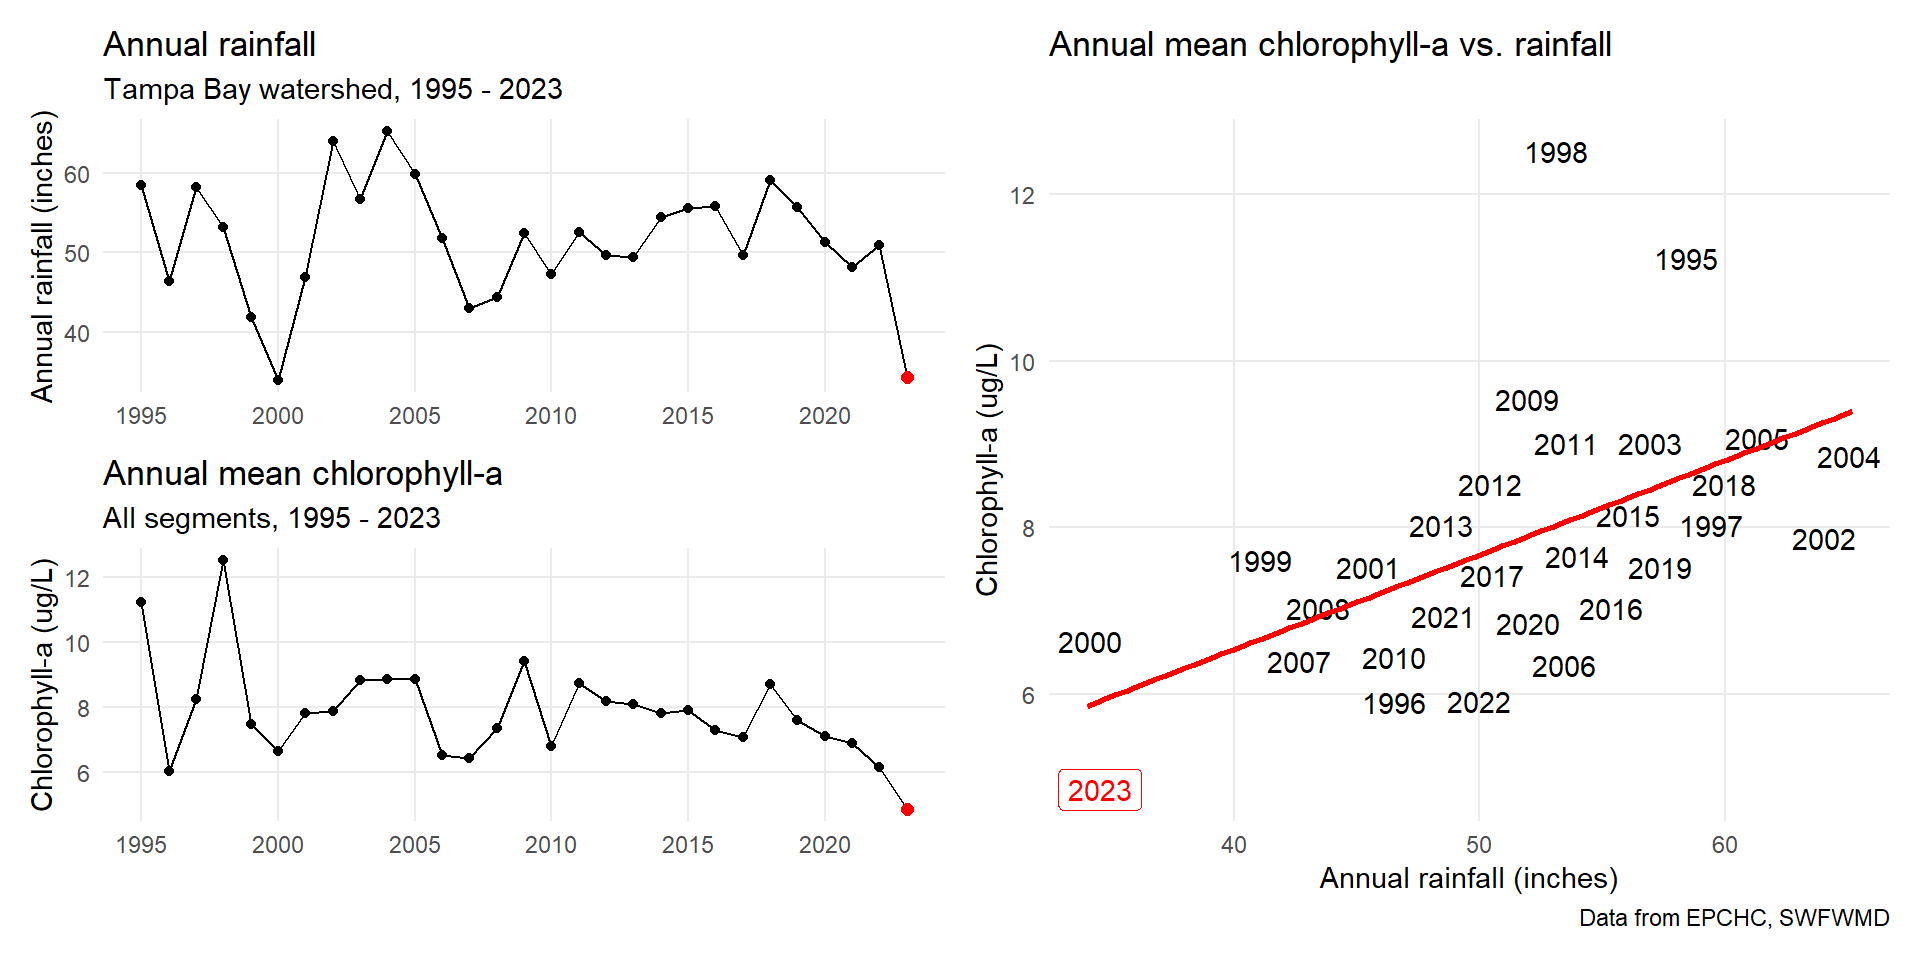 Annual rainfall
Tampa Bay watershed, 1995 - 2023
Annual rainfall (inches)
60
50
40
1995 2000 2005 2010 2015 2020
Annual mean chlorophyll-a
All segments, 1995 - 2023
Chlorophyll-a (ug/L)
12
10
8
6
1995 2000 2005 2010 2015 2020
Annual mean chlorophyll-a vs. rainfall
Chlorophyll-a (ug/L)
12
10
8
6
1998
1995
2009
2011 2003 2005
2004
2012 2018
2013 2015 1997
2002
1999 2001 2017 2014 2019
2008 2021 2020 2016
2000
2007 2010 2006
1996 2022
2023
40 50 60
Annual rainfall (inches)
Data from EPCHC, SWFWMD